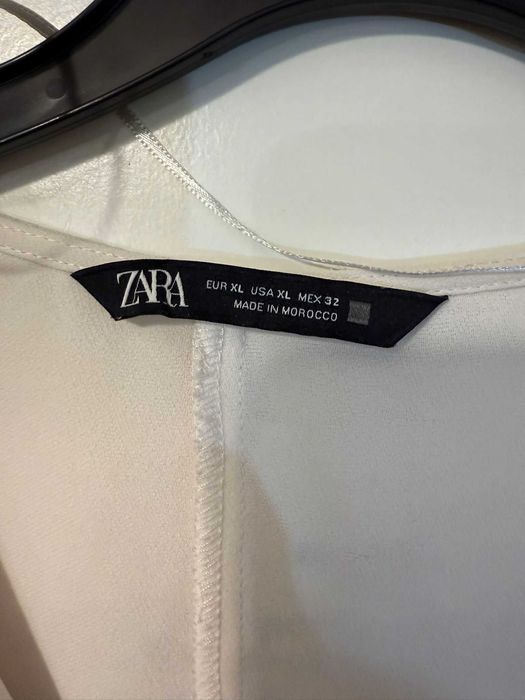 ZARA
EUR XL USA XL MEX 32
MADE IN MOROCCO